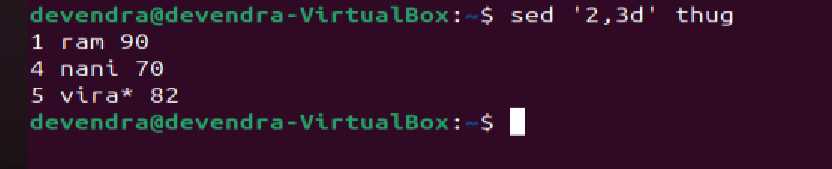 devendra@devendra-VirtualBox:~$ sed '2,3d' thug
1 ram 90
4 nani 70
5 vira* 82
devendra@devendra-VirtualBox:~$